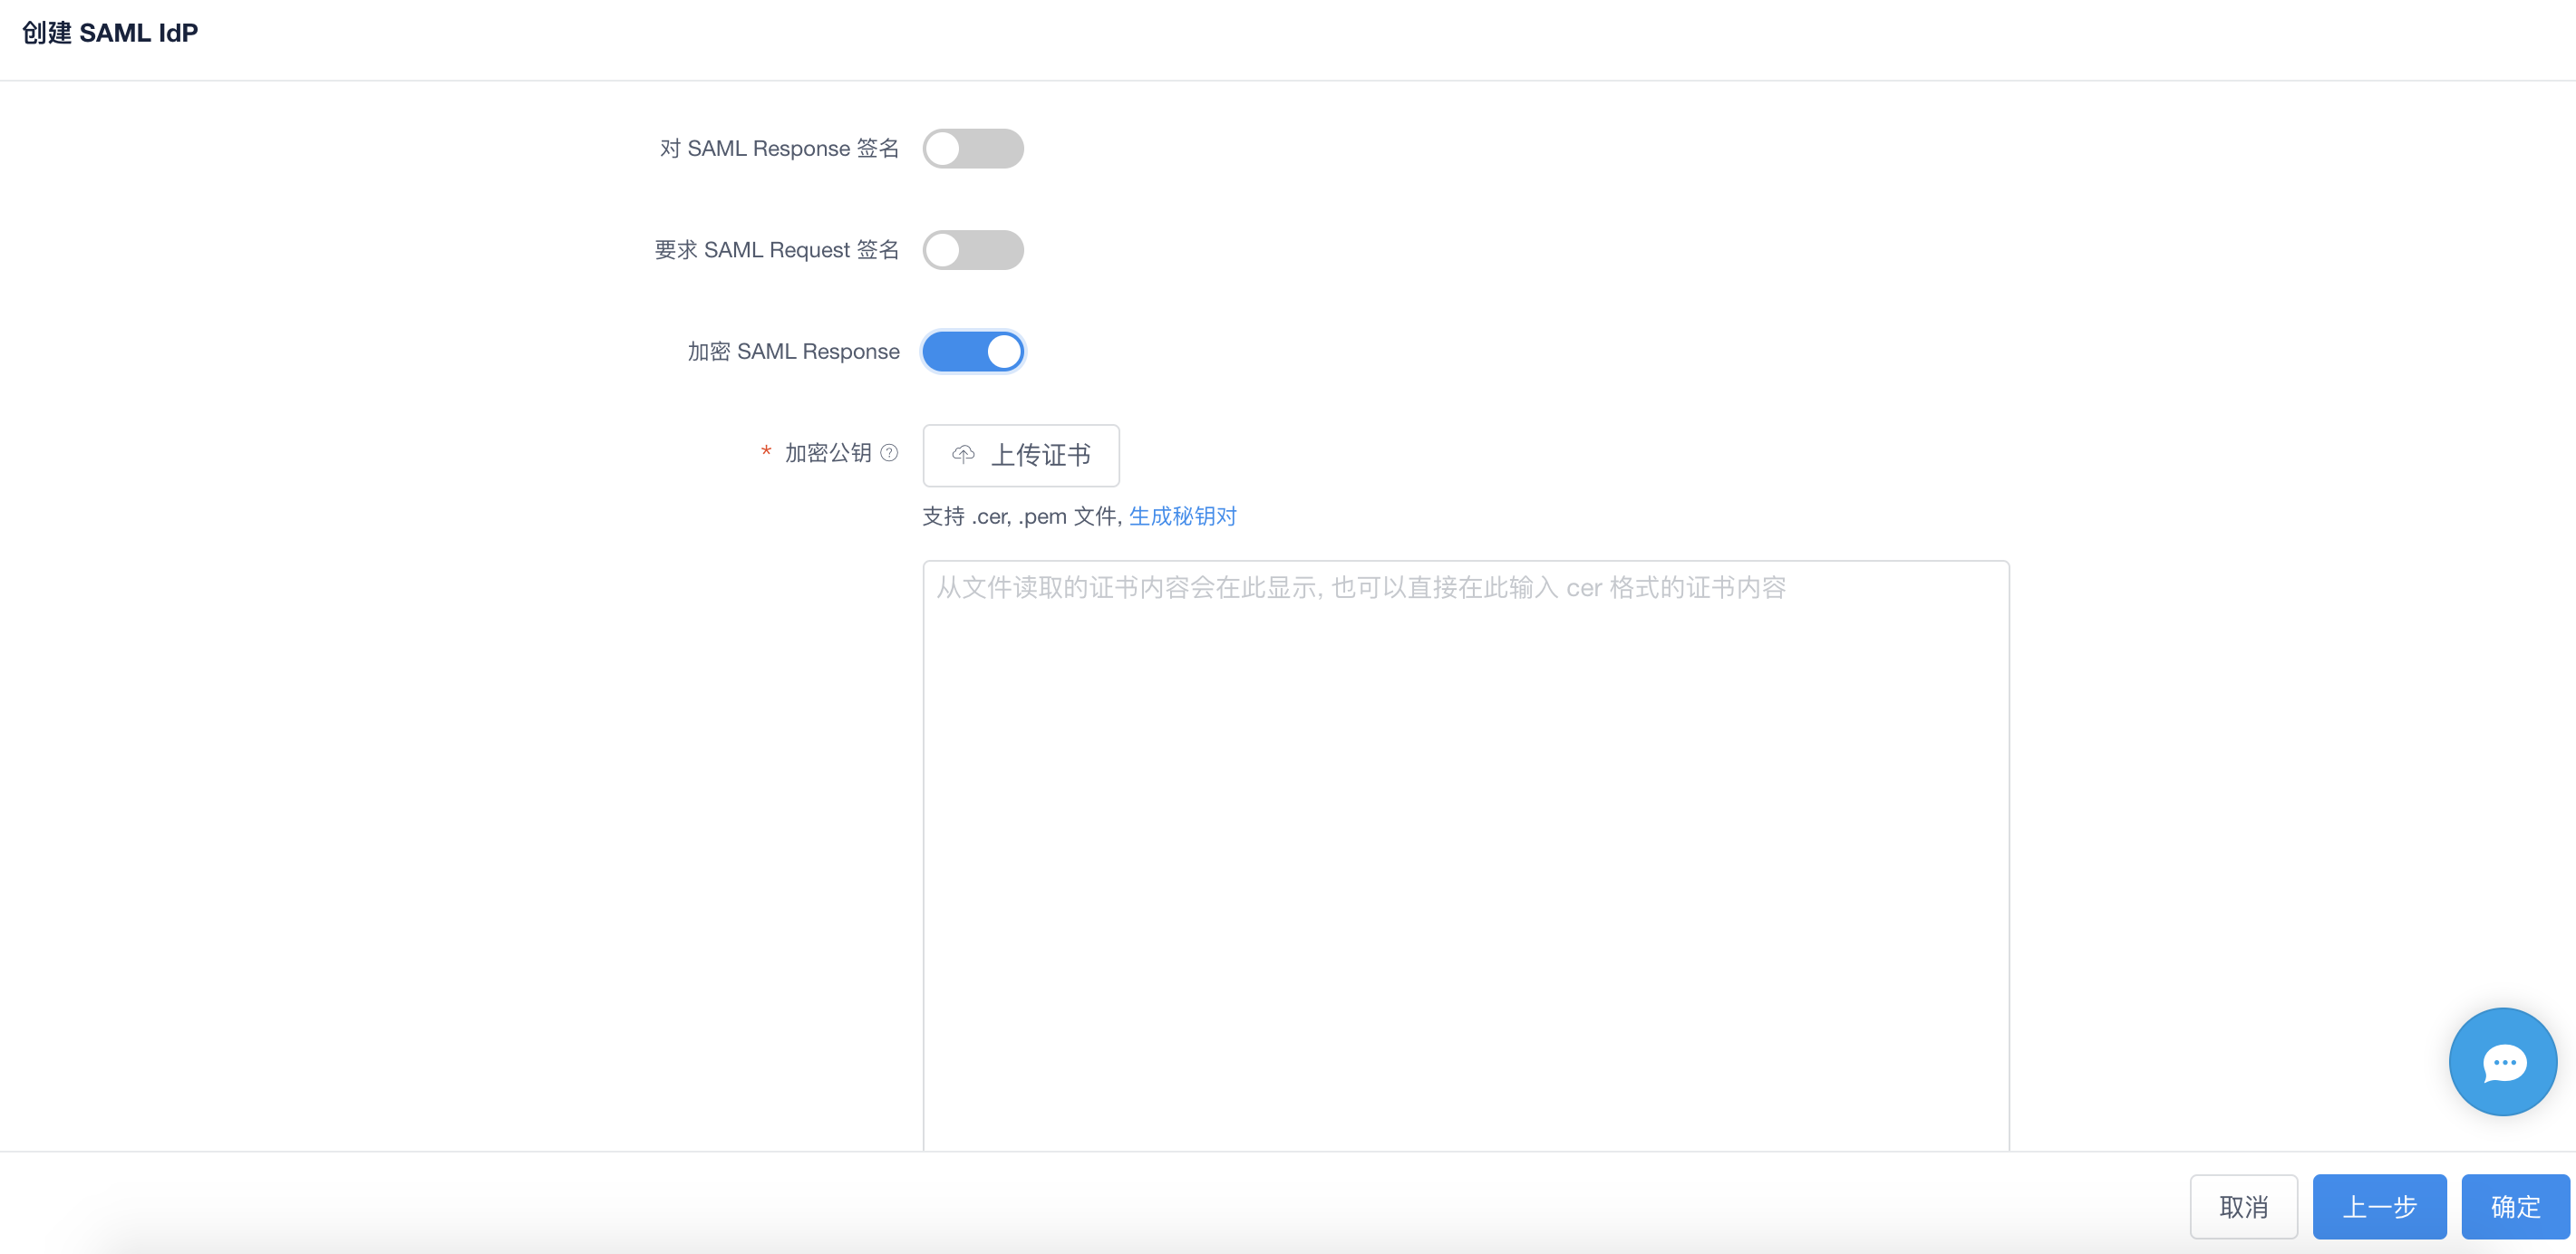 创建 SAML IdP
对 SAML Response 签名
要求 SAML Request 签名
加密 SAML Response
* 加密公钥 ?
上传证书
支持 .cer, .pem 文件, 生成秘钥对
从文件读取的证书内容会在此显示, 也可以直接在此输入 cer 格式的证书内容
取消 上一步 确定